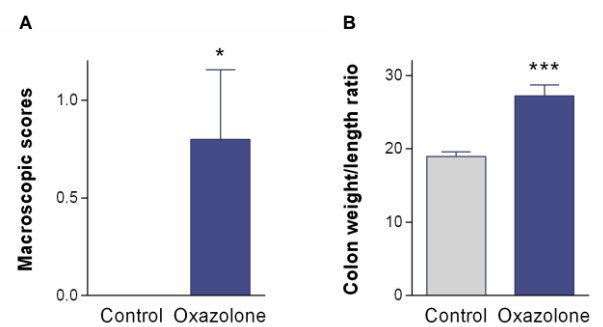 A
Macroscopic scores
1.0
0.5
0.0
*
Control Oxazolone
B
Colon weight/length ratio
30
20
10
0
***
Control Oxazolone